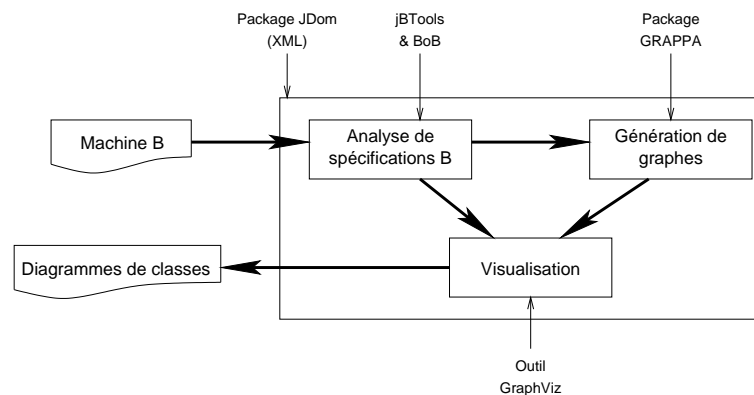 Package JDom
(XML)
jBTools
& BoB
Package
GRAPPA
Machine B
Analyse de
spécifications B
Génération de
graphes
Diagrammes de classes
Visualisation
Outil
GraphViz